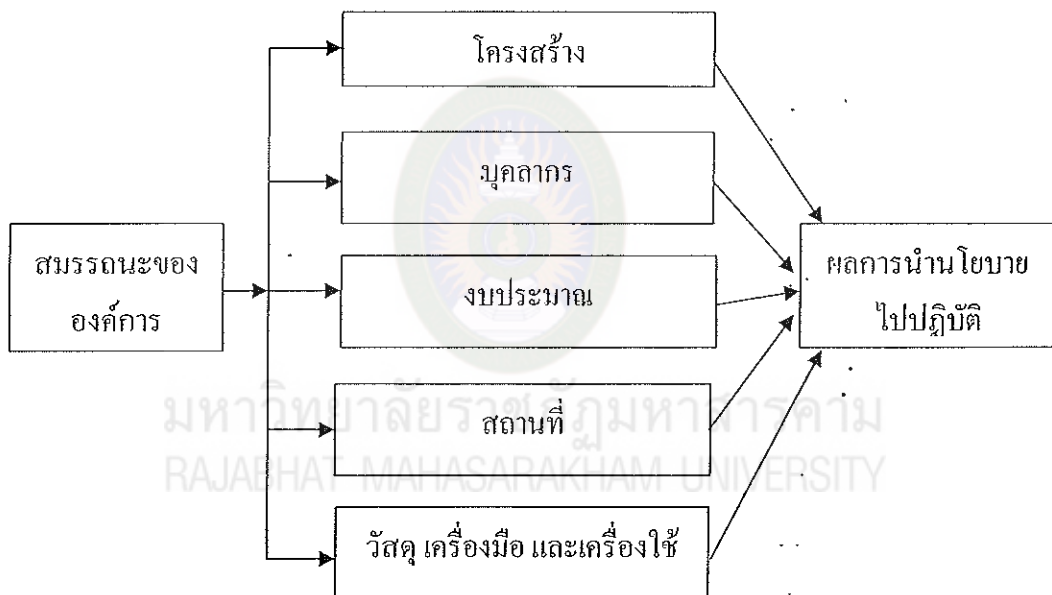 โครงสร้าง
บุคลากร
สมรรถนะของ
องค์การ
งบประมาณ
ผลการนำนโยบาย
ไปปฏิบัติ
สถานที่
วัสดุ เครื่องมือ และเครื่องใช้
มหาวิทยาลัยราชภัฏมหาสารคาม
RAJABHAT MAHASARAKHAM UNIVERSITY